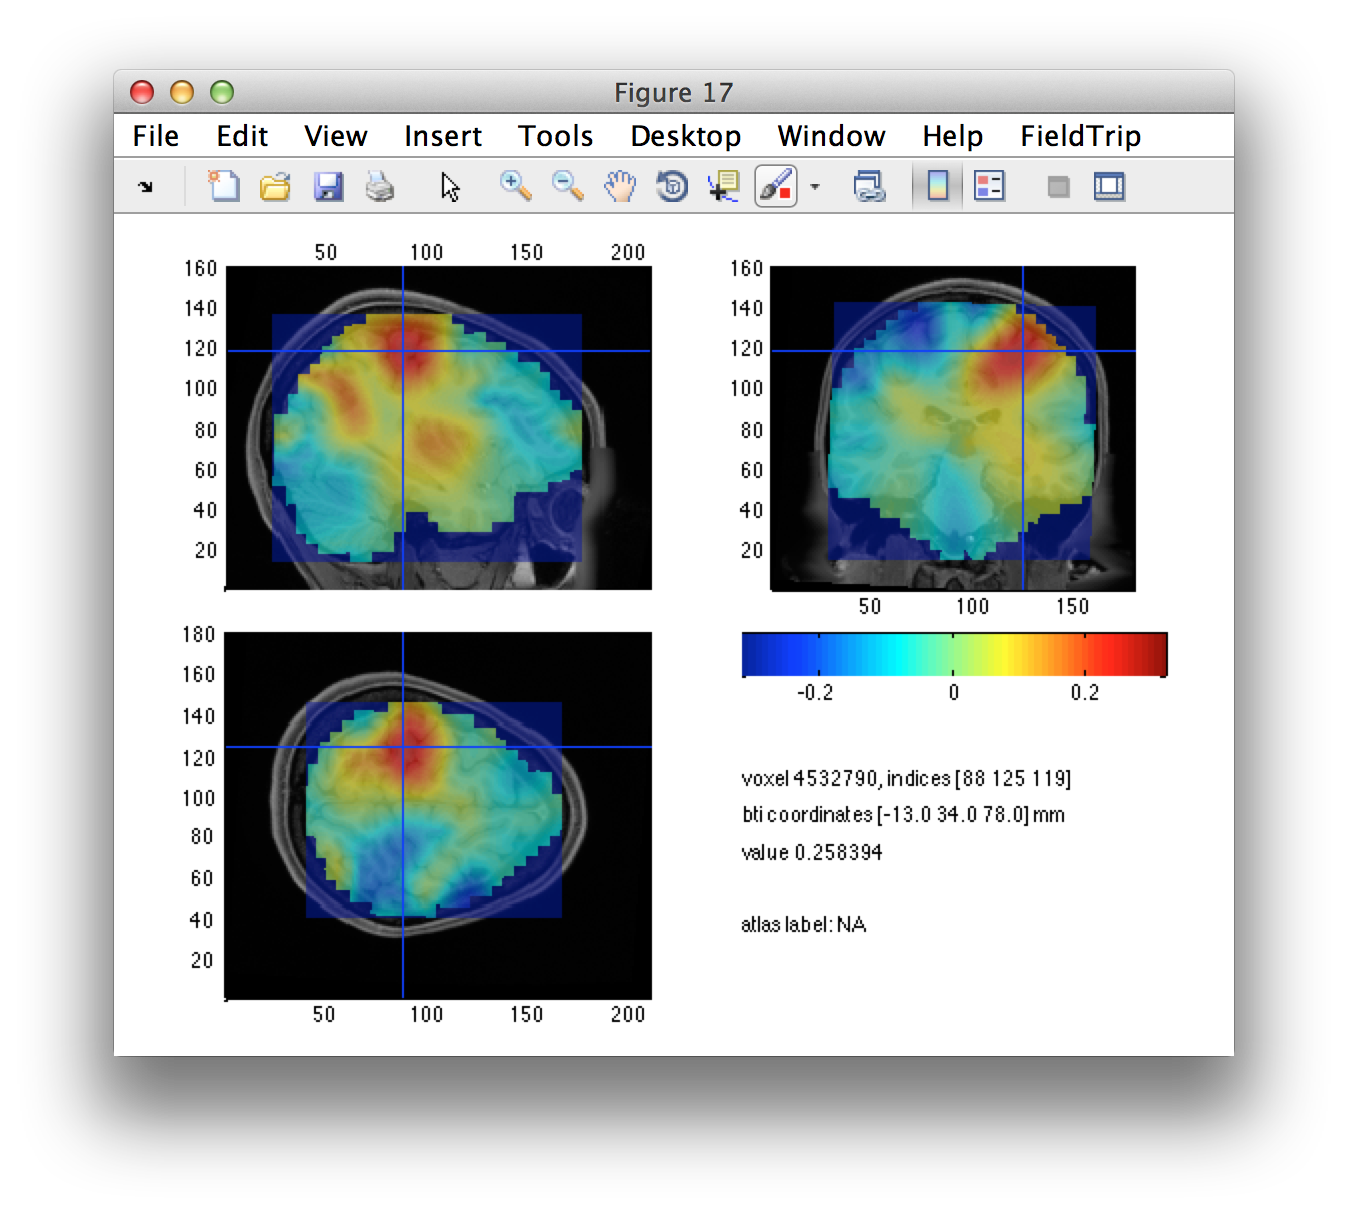 Figure 17
File Edit View Insert Tools Desktop Window Help FieldTrip
50 100 150 200
160
140
120
100
80
60
40
20
160
140
120
100
80
60
40
20
50 100 150
-0.2 0 0.2
180
160
140
120
100
80
60
40
20
50 100 150 200
voxel 4532790, indices [88 125 119]
bti coordinates [-13.0 34.0 78.0] mm
value 0.258394
atlas label: NA